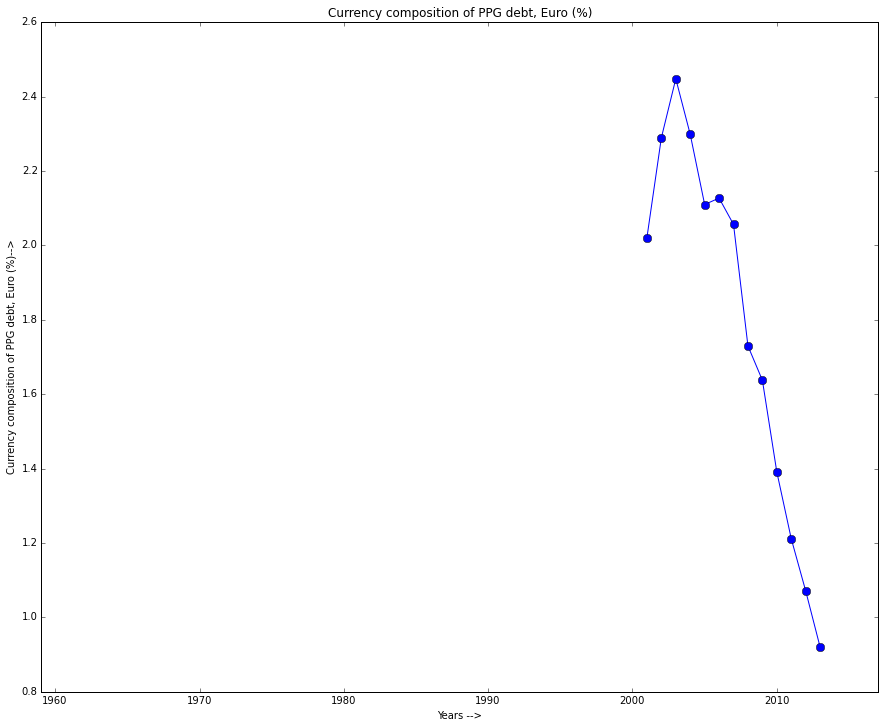 Currency composition of PPG debt, Euro (%)
2.6
2.4
2.2
2.0
1.8
1.6
1.4
1.2
1.0
0.8
Currency composition of PPG debt, Euro (%)-->
1960 1970 1980 1990 2000 2010
Years -->